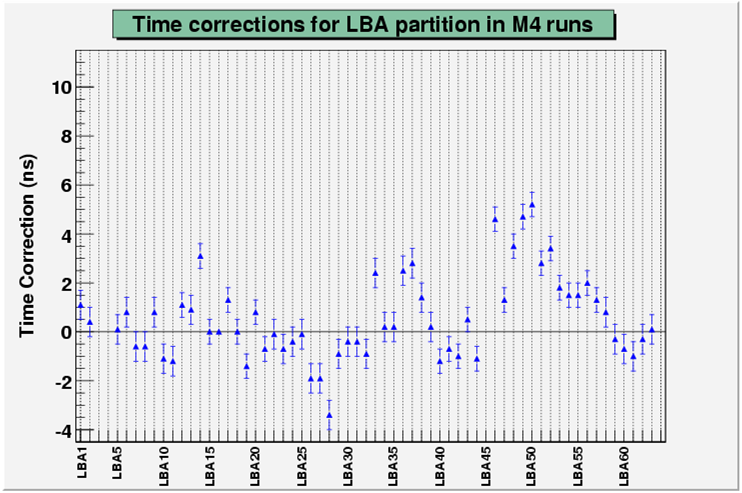 Time corrections for LBA partition in M4 runs
Time Correction (ns)
10
8
6
4
2
0
-2
-4
LBA1
LBA5
LBA10
LBA15
LBA20
LBA25
LBA30
LBA35
LBA40
LBA45
LBA50
LBA55
LBA60